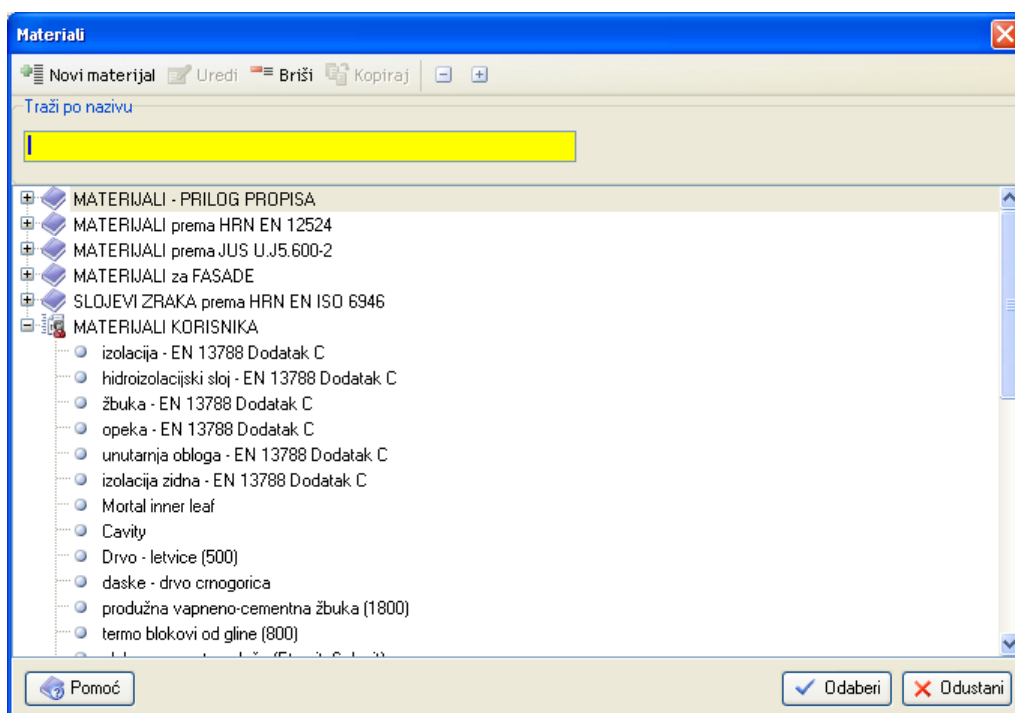 Materiali
Novi materijal Uredi Briši Kopiraj
Traži po nazivu
MATERIJALI - PRILOG PROPISA
MATERIJALI prema HRN EN 12524
MATERIJALI prema JUS U.J5.600-2
MATERIJALI za FASADE
SLOJEVI ZRAKA prema HRN EN ISO 6946
MATERIJALI KORISNIKA
izolacija - EN 13788 Dodatak C
hidroizolacijski sloj - EN 13788 Dodatak C
žbuka - EN 13788 Dodatak C
opeka - EN 13788 Dodatak C
unutarnja obloga - EN 13788 Dodatak C
izolacija zidna - EN 13788 Dodatak C
Mortal inner leaf
Cavity
Drvo - letvice (500)
daske - drvo crnogorica
produžna vapneno-cementna žbuka (1800)
termo blokovi od gline (800)
Pomoć Odaberi Odustani